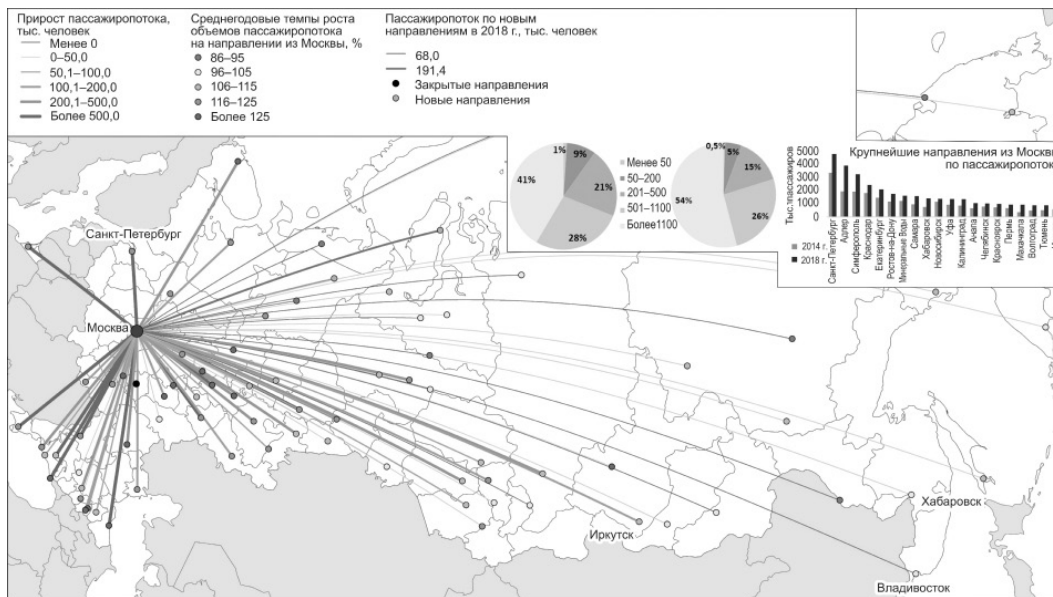 Прирост пассажиропотока,
тыс. человек
Менее 0
0–50,0
50,1–100,0
100,1–200,0
200,1–500,0
Более 500,0
Среднегодовые темпы роста
объемов пассажиропотока
на направлении из Москвы, %
86–95
96–105
106–115
116–125
Более 125
Пассажиропоток по новым
направлениям в 2018 г., тыс. человек
68,0
191,4
Закрытые направления
Новые направления
1%
9%
21%
28%
41%
Менее 50
50–200
201–500
501–1100
Более1100
0,5%
5%
15%
26%
54%
Крупнейшие направления из Москвы
по пассажиропотоку
5000
4000
3000
2000
1000
0
2014 г.
2018 г.
Санкт-Петербург
Адлер
Симферополь
Краснодар
Екатеринбург
Ростов-на-Дону
Минеральные Воды
Самара
Хабаровск
Новосибирск
Уфа
Калининград
Анапа
Челябинск
Красноярск
Пермь
Махачкала
Волгоград
Тюмень
Санкт-Петербург
Москва
Иркутск
Хабаровск
Владивосток